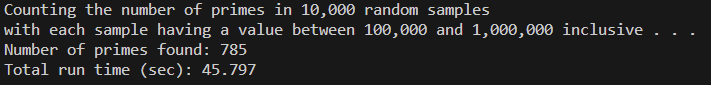 Counting the number of primes in 10,000 random samples
with each sample having a value between 100,000 and 1,000,000 inclusive . . .
Number of primes found: 785
Total run time (sec): 45.797